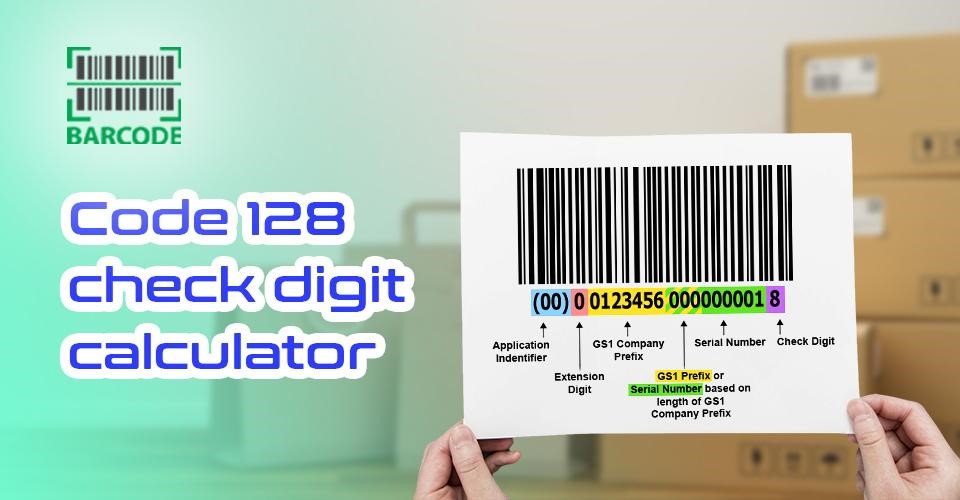 BARCODE
Code 128
check digit
calculator
(00) 0 0123456 000000001 8
Application
Indentifier
Extension
Digit
GS1 Company
Prefix
GS1 Prefix or
Serial Number based on
length of GS1
Company Prefix
Serial Number
Check Digit